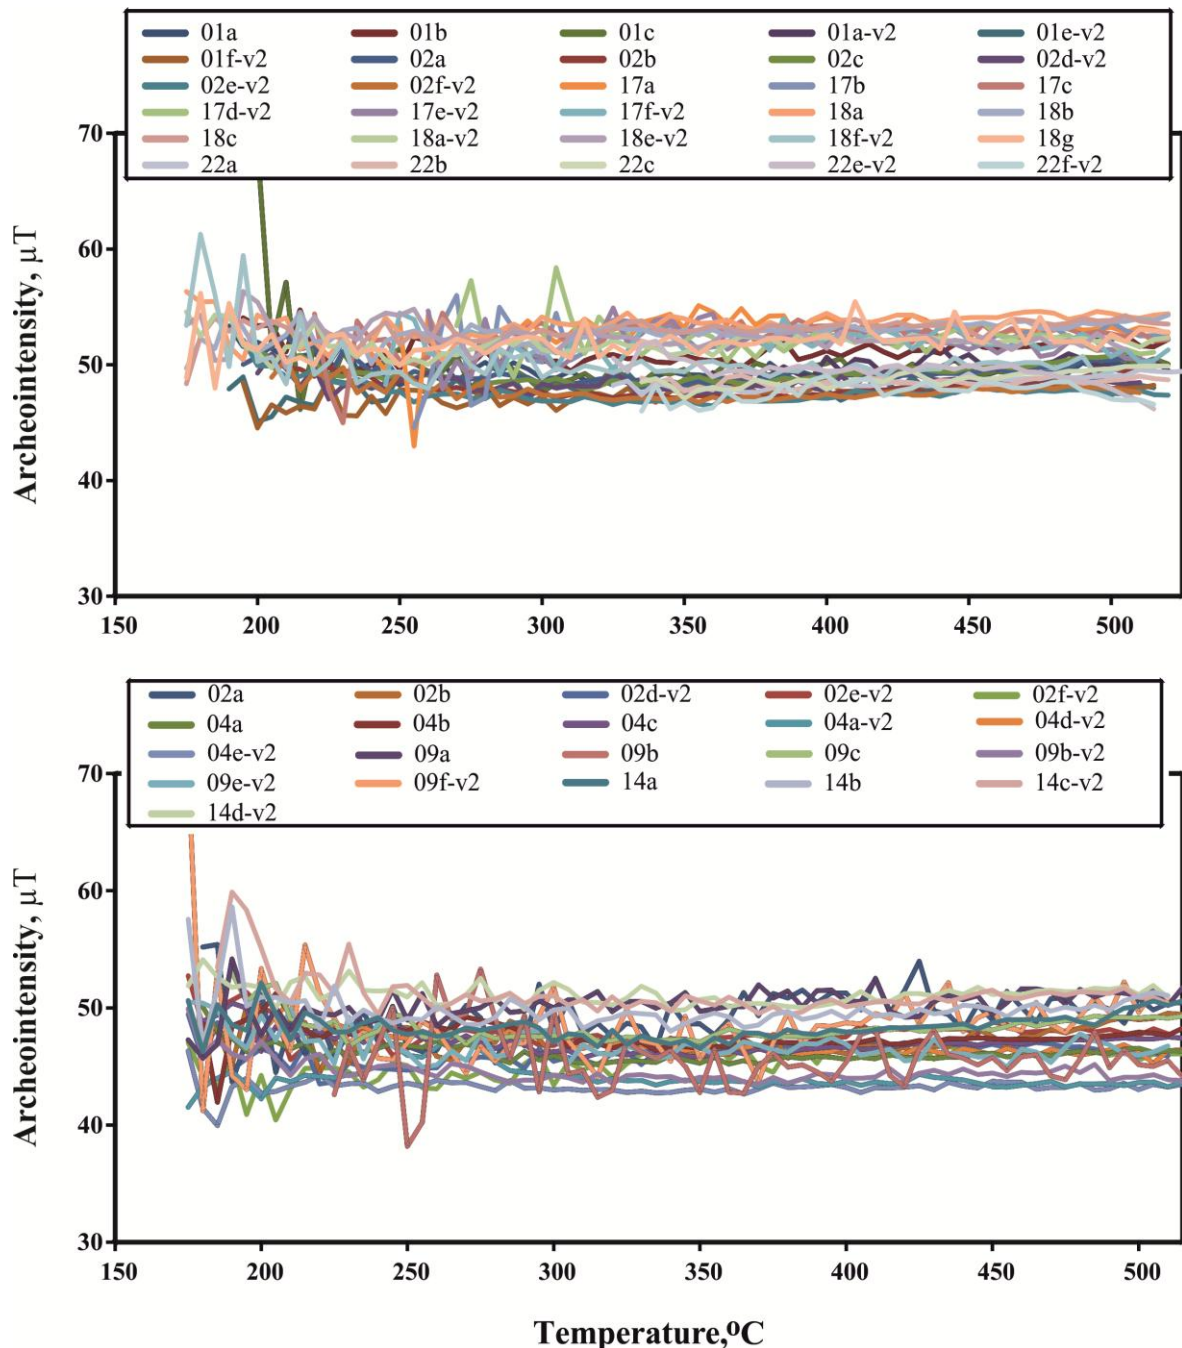 01a 01b 01c 01a-v2 01e-v2
01f-v2 02a 02b 02c 02d-v2
02e-v2 02f-v2 17a 17b 17c
17d-v2 17e-v2 17f-v2 18a 18b
18c 18a-v2 18e-v2 18f-v2 18g
22a 22b 22c 22e-v2 22f-v2
70
60
50
40
30
Archeointensity, μT
150 200 250 300 350 400 450 500
02a 02b 02d-v2 02e-v2 02f-v2
04a 04b 04c 04a-v2 04d-v2
04e-v2 09a 09b 09c 09b-v2
09e-v2 09f-v2 14a 14b 14c-v2
14d-v2
70
60
50
40
30
Archeointensity, μT
150 200 250 300 350 400 450 500
Temperature,ºC